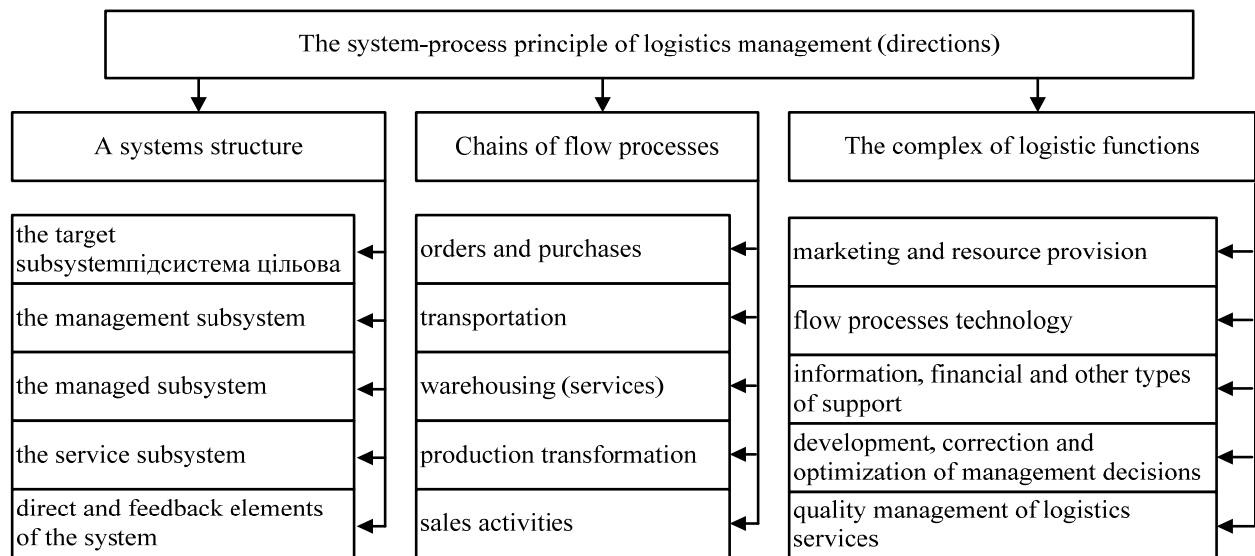 The system-process principle of logistics management (directions)
A systems structure
the target
subsystemпідсистема цільова
the management subsystem
the managed subsystem
the service subsystem
direct and feedback elements
of the system
Chains of flow processes
orders and purchases
transportation
warehousing (services)
production transformation
sales activities
The complex of logistic functions
marketing and resource provision
flow processes technology
information, financial and other types
of support
development, correction and
optimization of management decisions
quality management of logistics
services